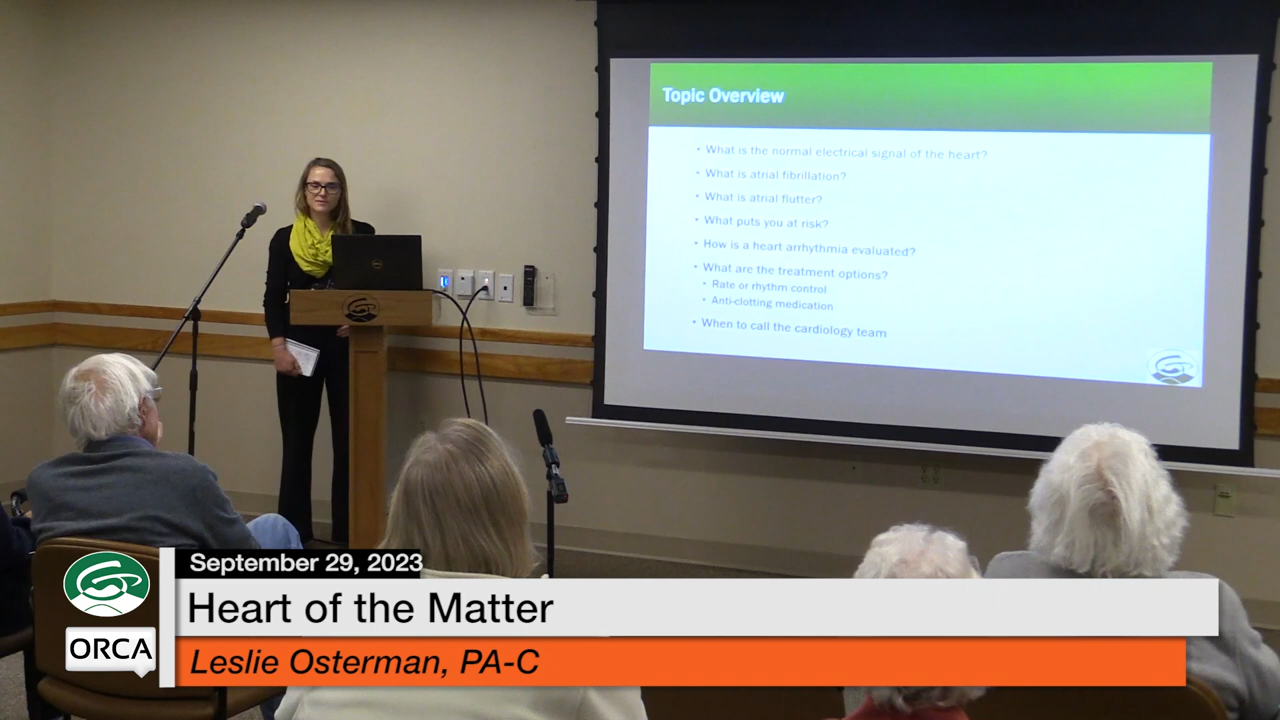 Topic Overview
• What is the normal electrical signal of the heart?
• What is atrial fibrillation?
• What is atrial flutter?
• What puts you at risk?
• How is a heart arrhythmia evaluated?
• What are the treatment options?
• Rate or rhythm control
• Anti-clotting medication
• When to call the cardiology team
DELL
September 29, 2023
Heart of the Matter
ORCA
Leslie Osterman, PA-C